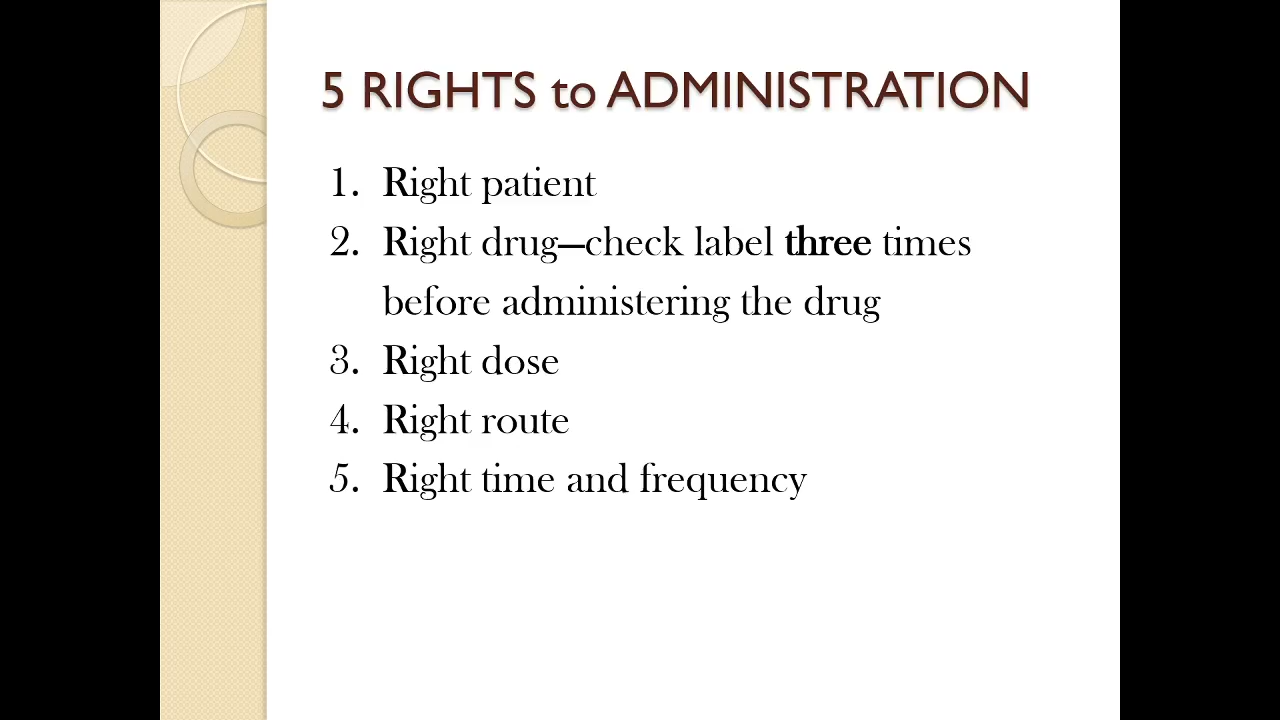 5 RIGHTS to ADMINISTRATION
1. Right patient
2. Right drug—check label three times
before administering the drug
3. Right dose
4. Right route
5. Right time and frequency